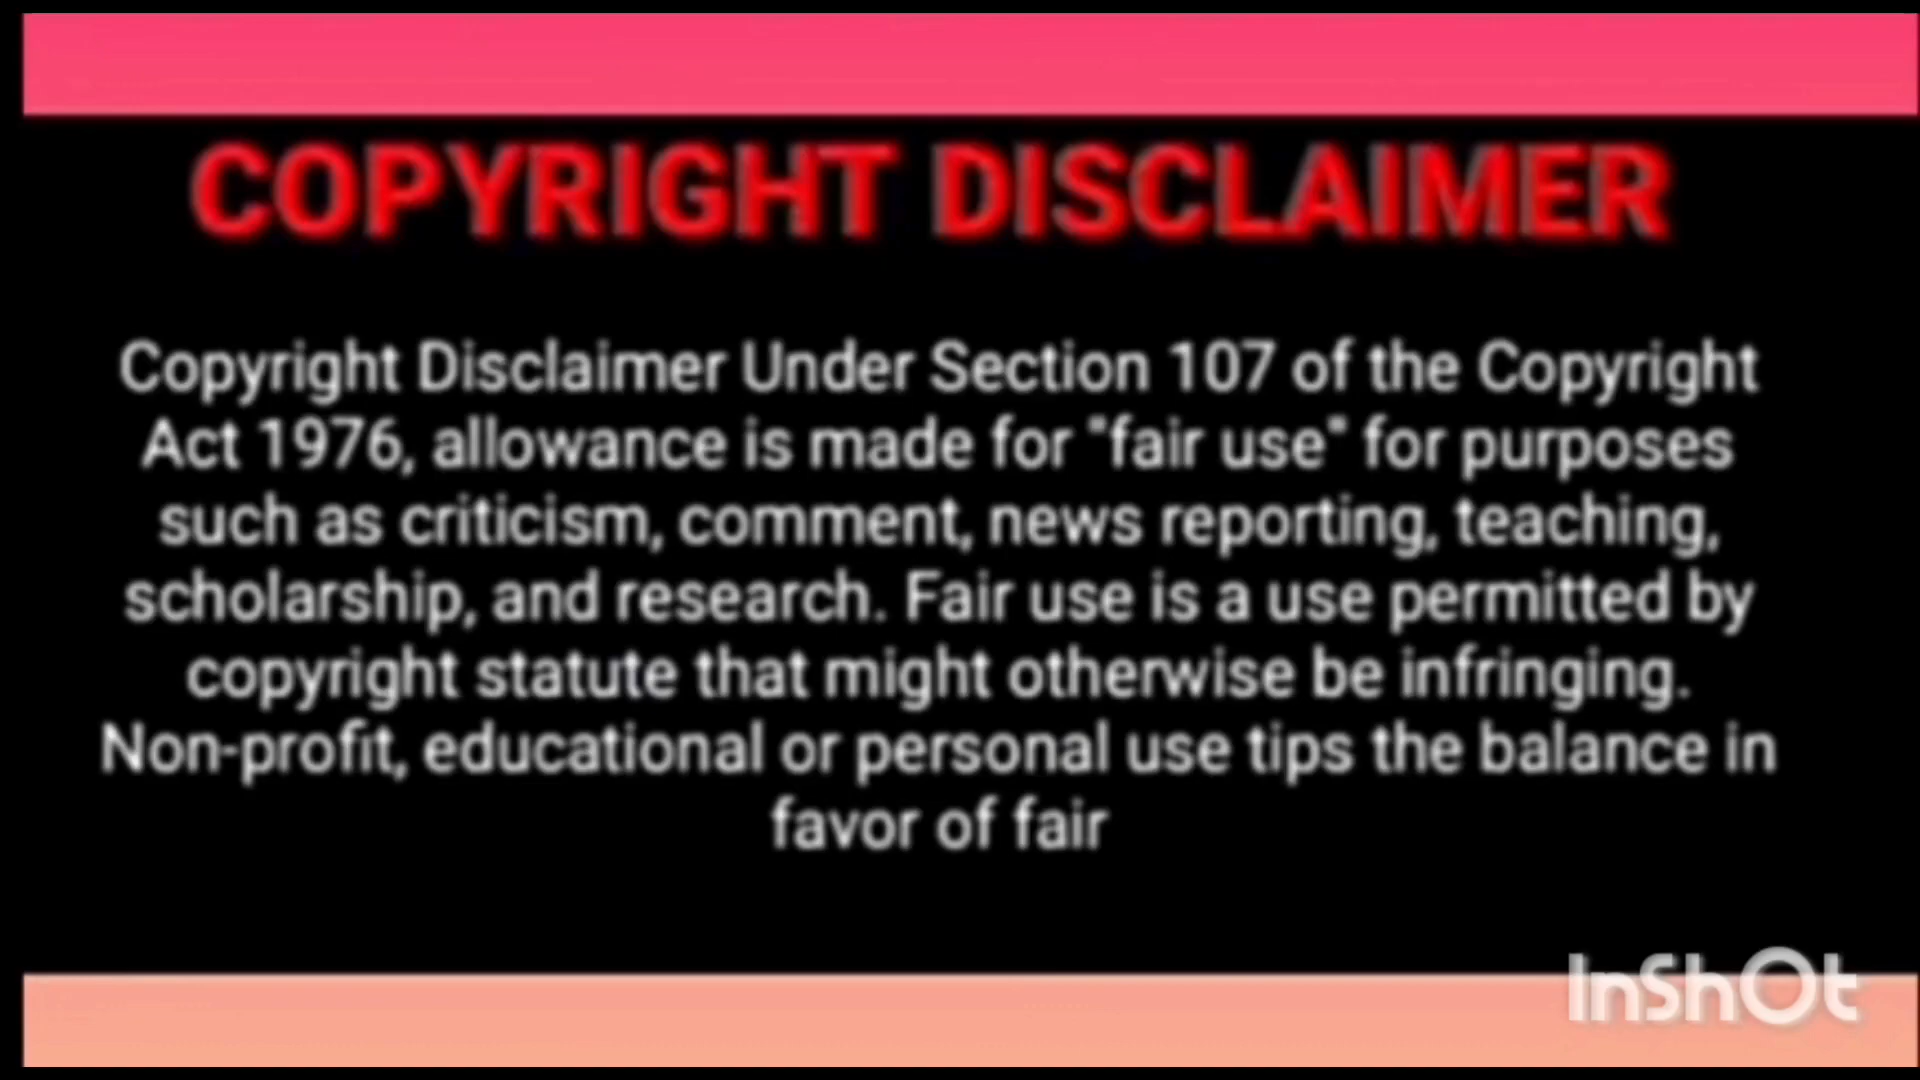 COPYRIGHT DISCLAIMER
Copyright Disclaimer Under Section 107 of the Copyright
Act 1976, allowance is made for "fair use" for purposes
such as criticism, comment, news reporting, teaching,
scholarship, and research. Fair use is a use permitted by
copyright statute that might otherwise be infringing.
Non-profit, educational or personal use tips the balance in
favor of fair
InShOt